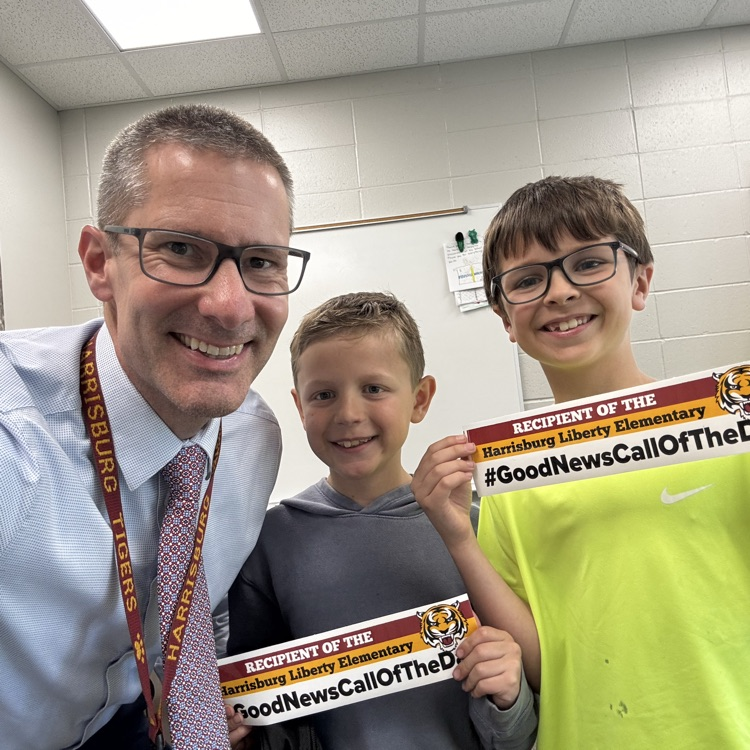 HARRISBURG TIGERS
HARRISBURG
RECIPIENT OF THE
Harrisburg Liberty Elementary
#GoodNewsCallOfTheD
RECIPIENT OF THE
Harrisburg Liberty Elementary
#GoodNewsCallOfTheD